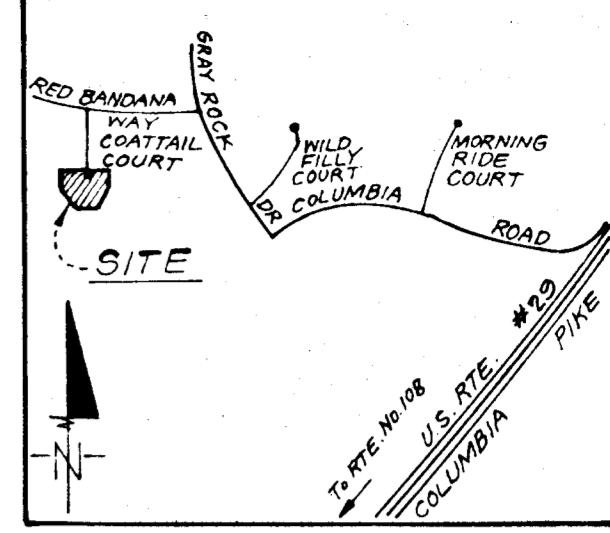 GRAY ROCK
DR
RED BANDANA
WAY
COATTAIL
COURT
WILD
FILLY
COURT
MORNING
RIDE
COURT
COLUMBIA
ROAD
SITE
U.S. RTE. #29
COLUMBIA PIKE
To RTE. No. 108
N